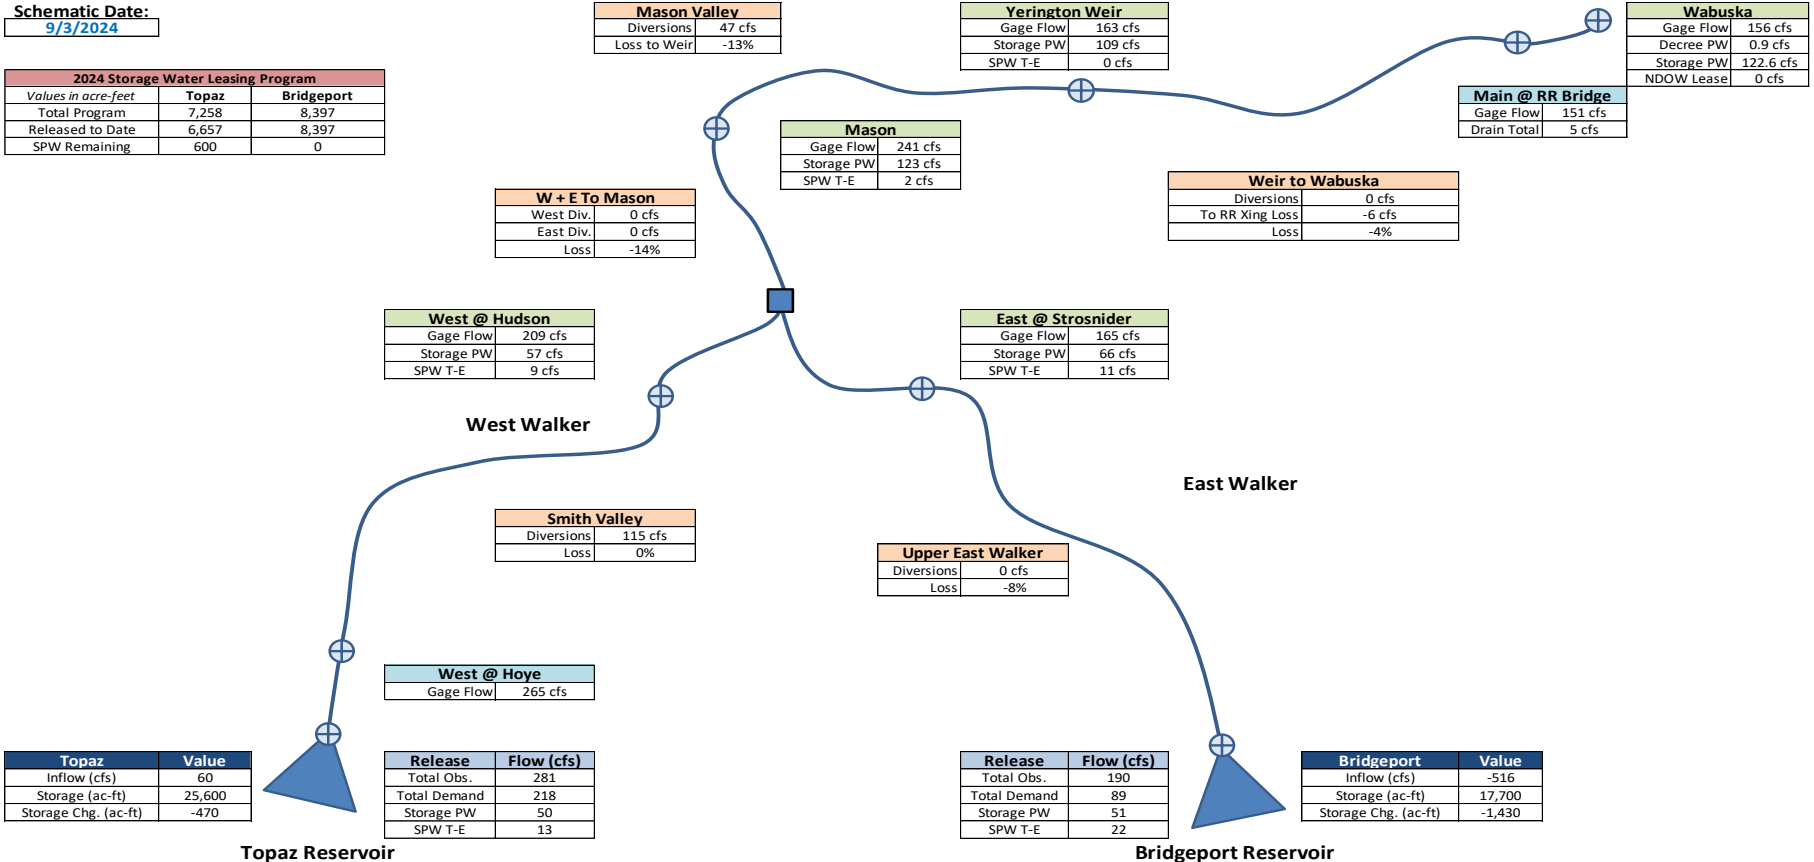 Schematic Date:
9/3/2024
2024 Storage Water Leasing Program
Values in acre-feet Topaz Bridgeport
Total Program 7,258 8,397
Released to Date 6,657 8,397
SPW Remaining 600 0
Mason Valley
Diversions 47 cfs
Loss to Weir -13%
Yerington Weir
Gage Flow 163 cfs
Storage PW 109 cfs
SPW T-E 0 cfs
Wabuska
Gage Flow 156 cfs
Decree PW 0.9 cfs
Storage PW 122.6 cfs
NDOW Lease 0 cfs
Main @ RR Bridge
Gage Flow 151 cfs
Drain Total 5 cfs
Mason
Gage Flow 241 cfs
Storage PW 123 cfs
SPW T-E 2 cfs
W + E To Mason
West Div. 0 cfs
East Div. 0 cfs
Loss -14%
Weir to Wabuska
Diversions 0 cfs
To RR Xing Loss -6 cfs
Loss -4%
West @ Hudson
Gage Flow 209 cfs
Storage PW 57 cfs
SPW T-E 9 cfs
East @ Strosnider
Gage Flow 165 cfs
Storage PW 66 cfs
SPW T-E 11 cfs
West Walker
East Walker
Smith Valley
Diversions 115 cfs
Loss 0%
Upper East Walker
Diversions 0 cfs
Loss -8%
West @ Hoye
Gage Flow 265 cfs
Topaz Value
Inflow (cfs) 60
Storage (ac-ft) 25,600
Storage Chg. (ac-ft) -470
Release Flow (cfs)
Total Obs. 281
Total Demand 218
Storage PW 50
SPW T-E 13
Release Flow (cfs)
Total Obs. 190
Total Demand 89
Storage PW 51
SPW T-E 22
Bridgeport Value
Inflow (cfs) -516
Storage (ac-ft) 17,700
Storage Chg. (ac-ft) -1,430
Topaz Reservoir
Bridgeport Reservoir